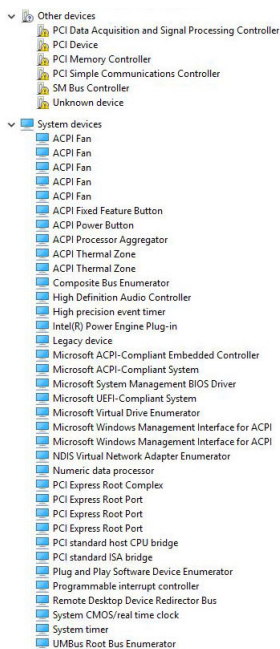 Other devices
PCI Data Acquisition and Signal Processing Controller
PCI Device
PCI Memory Controller
PCI Simple Communications Controller
SM Bus Controller
Unknown device
System devices
ACPI Fan
ACPI Fan
ACPI Fan
ACPI Fan
ACPI Fan
ACPI Fixed Feature Button
ACPI Power Button
ACPI Processor Aggregator
ACPI Thermal Zone
ACPI Thermal Zone
Composite Bus Enumerator
High Definition Audio Controller
High precision event timer
Intel(R) Power Engine Plug-in
Legacy device
Microsoft ACPI-Compliant Embedded Controller
Microsoft ACPI-Compliant System
Microsoft System Management BIOS Driver
Microsoft UEFI-Compliant System
Microsoft Virtual Drive Enumerator
Microsoft Windows Management Interface for ACPI
Microsoft Windows Management Interface for ACPI
NDIS Virtual Network Adapter Enumerator
Numeric data processor
PCI Express Root Complex
PCI Express Root Port
PCI Express Root Port
PCI Express Root Port
PCI standard host CPU bridge
PCI standard ISA bridge
Plug and Play Software Device Enumerator
Programmable interrupt controller
Remote Desktop Device Redirector Bus
System CMOS/real time clock
System timer
UMBus Root Bus Enumerator